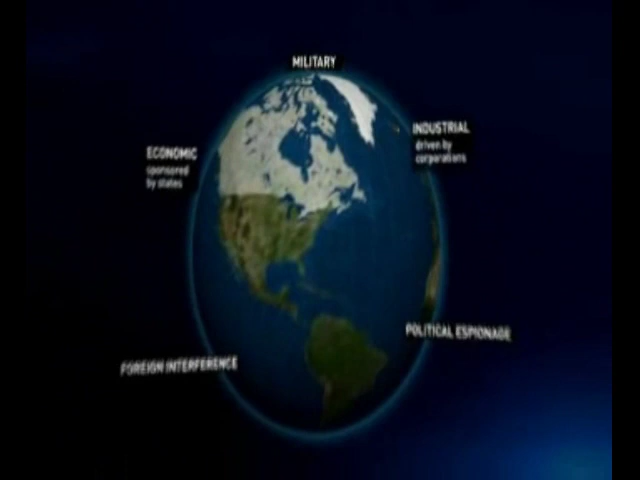 MILITARY
INDUSTRIAL
driven by
corporations
ECONOMIC
sponsored
by states
POLITICAL ESPIONAGE
FOREIGN INTERFERENCE